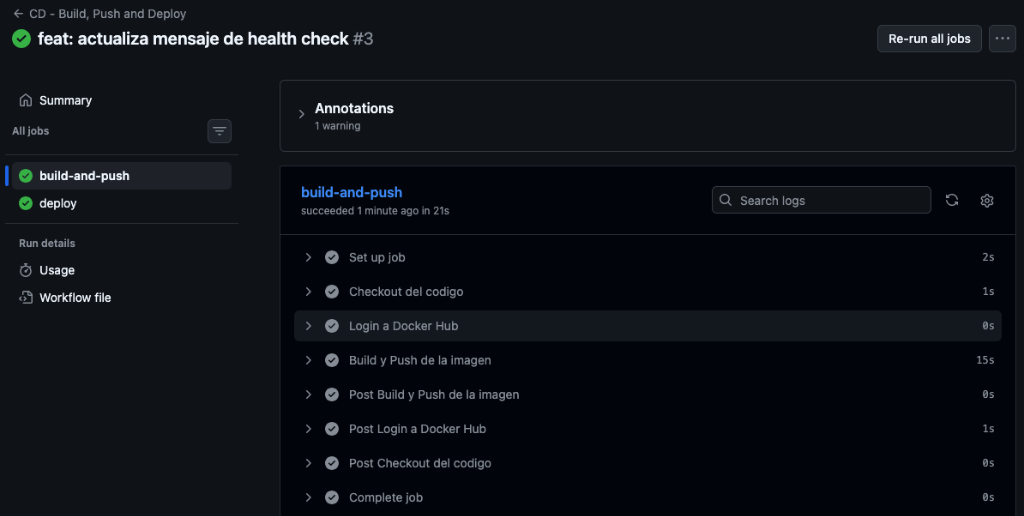 ← CD - Build, Push and Deploy
feat: actualiza mensaje de health check #3
Re-run all jobs
...
Summary
All jobs
build-and-push
deploy
Run details
Usage
Workflow file
Annotations
1 warning
build-and-push
succeeded 1 minute ago in 21s
Search logs
Set up job 2s
Checkout del codigo 1s
Login a Docker Hub 0s
Build y Push de la imagen 15s
Post Build y Push de la imagen 0s
Post Login a Docker Hub 1s
Post Checkout del codigo 0s
Complete job 0s